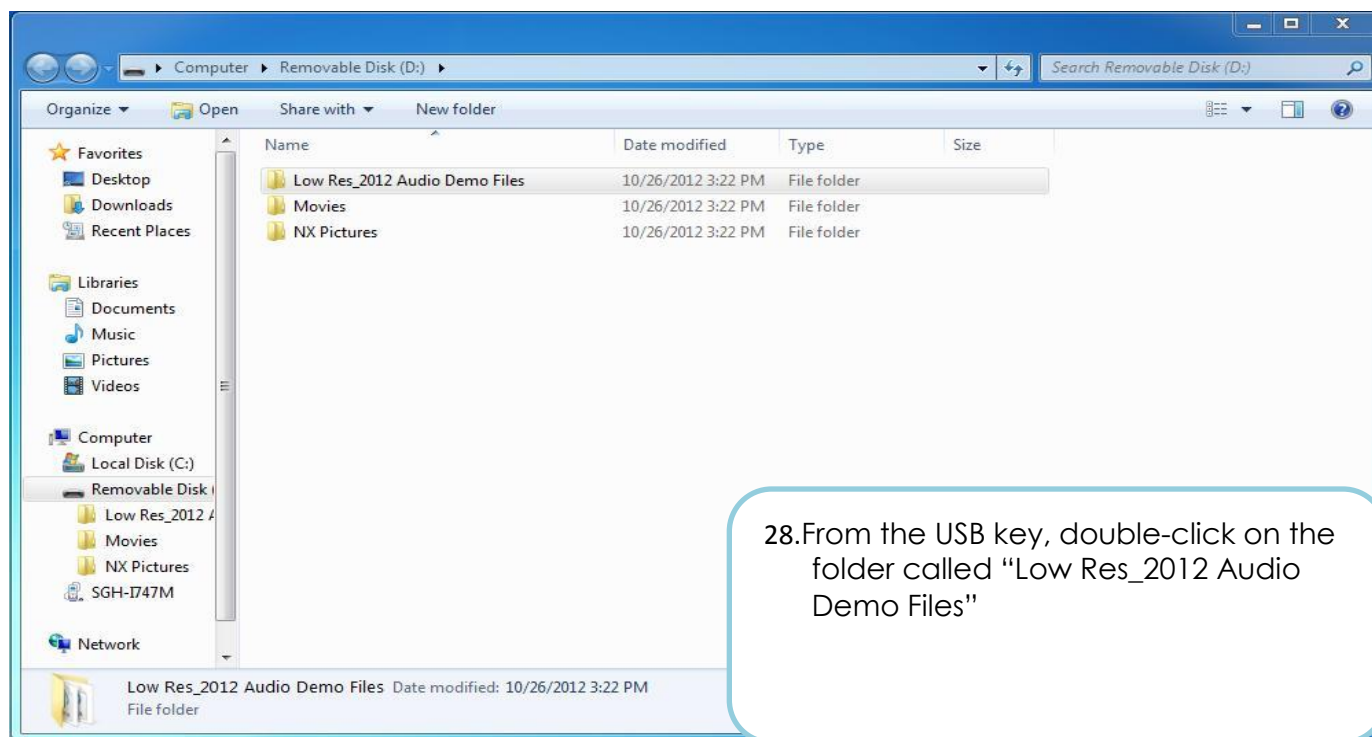 Computer ▸ Removable Disk (D:) ▸ Search Removable Disk (D:)
Organize Open Share with New folder
Name Date modified Type Size
Favorites
Desktop
Downloads
Recent Places
Libraries
Documents
Music
Pictures
Videos
Computer
Local Disk (C:)
Removable Disk (
Low Res_2012 A
Movies
NX Pictures
SGH-I747M
Network
Low Res_2012 Audio Demo Files 10/26/2012 3:22 PM File folder
Movies 10/26/2012 3:22 PM File folder
NX Pictures 10/26/2012 3:22 PM File folder
Low Res_2012 Audio Demo Files Date modified: 10/26/2012 3:22 PM
File folder
28.From the USB key, double-click on the
folder called “Low Res_2012 Audio
Demo Files”